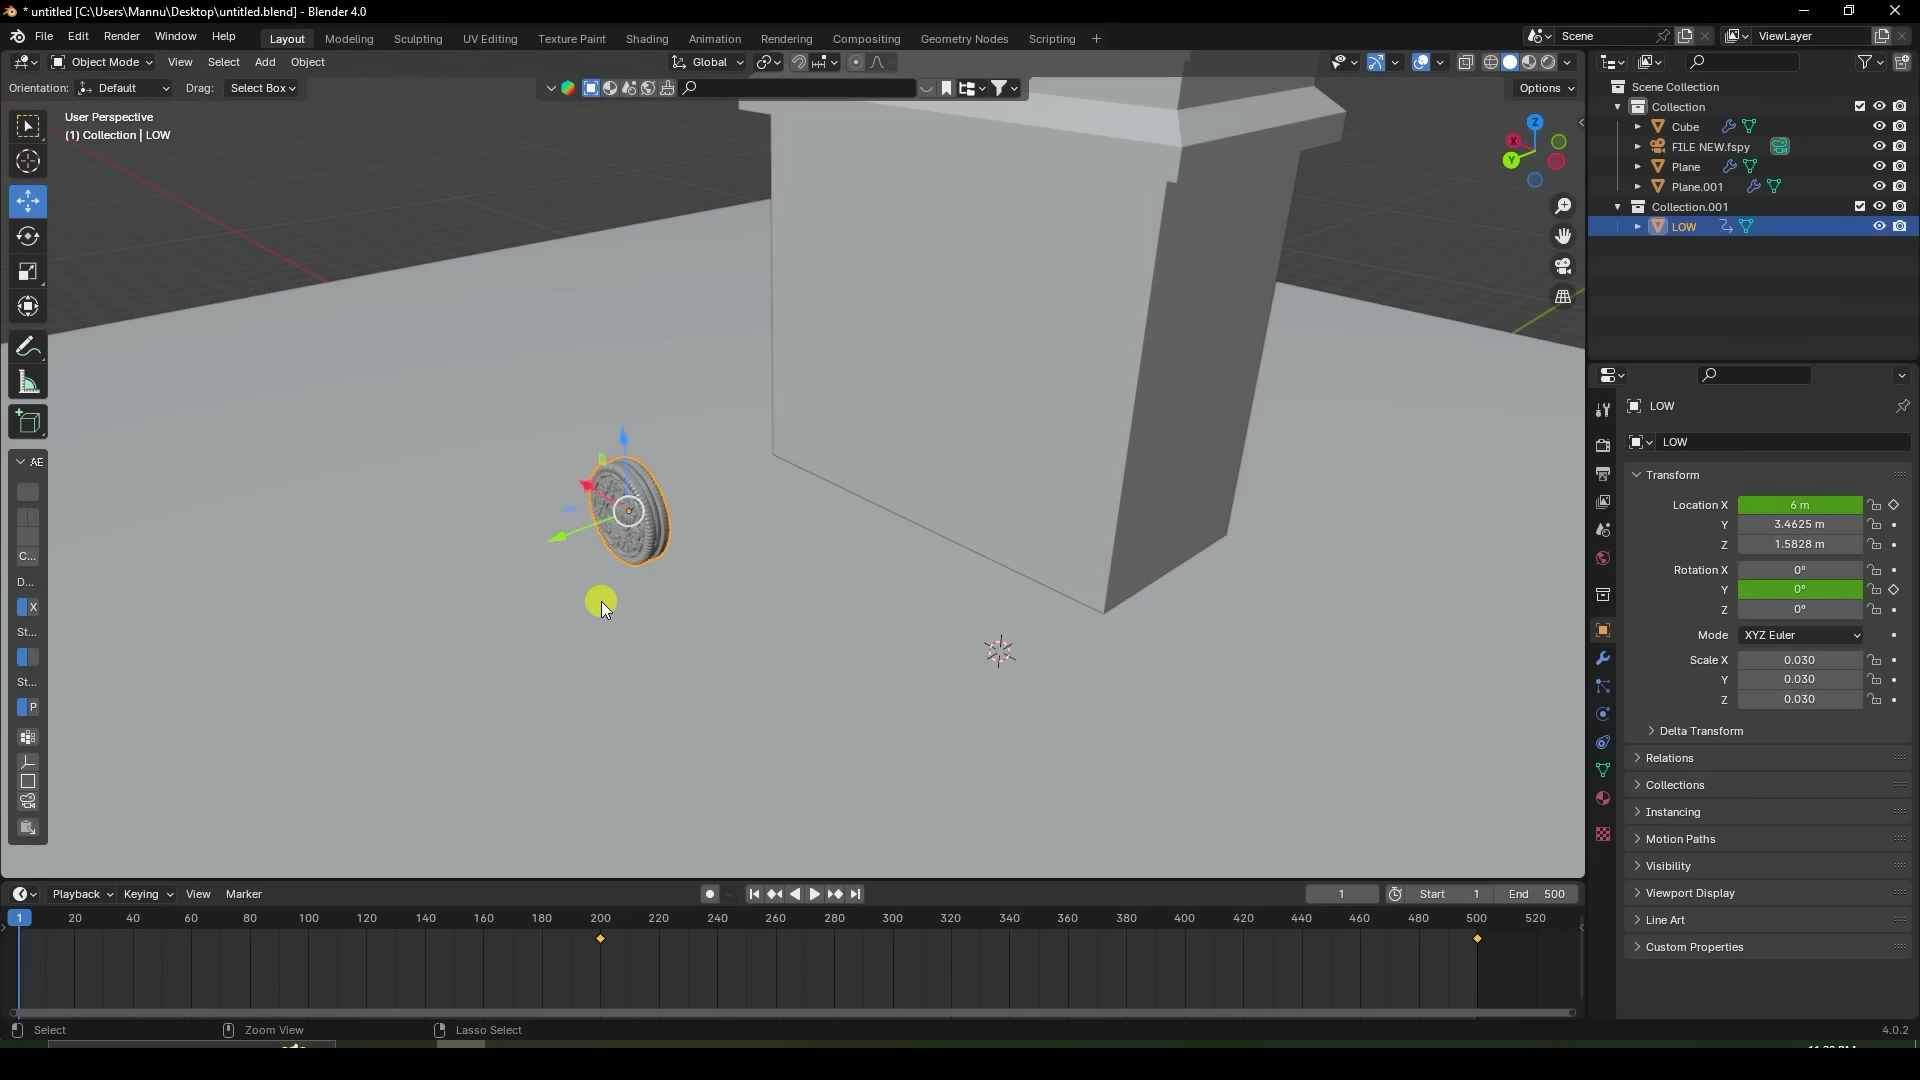 * untitled [C:\Users\Mannu\Desktop\untitled.blend] - Blender 4.0
File Edit Render Window Help Layout Modeling Sculpting UV Editing Texture Paint Shading Animation Rendering Compositing Geometry Nodes Scripting + Scene ViewLayer
Object Mode View Select Add Object Global
Orientation: Default Drag: Select Box Options
User Perspective
(1) Collection | LOW
Scene Collection
Collection
Cube
FILE NEW.fspy
Plane
Plane.001
Collection.001
LOW
Z
X
Y
AE
C...
D...
X
St...
St...
P
LOW
LOW
Transform
Location X 6 m
Y 3.4625 m
Z 1.5828 m
Rotation X 0°
Y 0°
Z 0°
Mode XYZ Euler
Scale X 0.030
Y 0.030
Z 0.030
Delta Transform
Relations
Collections
Instancing
Motion Paths
Visibility
Viewport Display
Line Art
Custom Properties
Playback Keying View Marker 1 Start 1 End 500
1 20 40 60 80 100 120 140 160 180 200 220 240 260 280 300 320 340 360 380 400 420 440 460 480 500 520
Select Zoom View Lasso Select 4.0.2